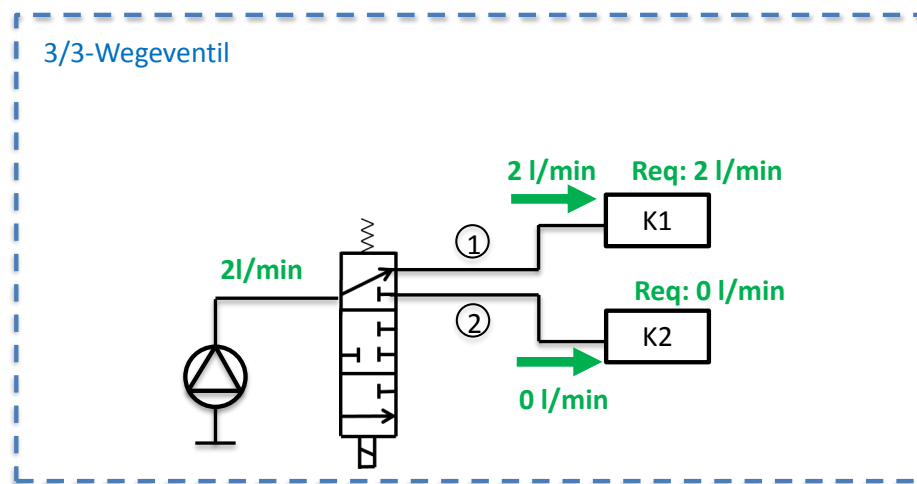 3/3-Wegeventil
2 l/min Req: 2 l/min
K1
1
2l/min
Req: 0 l/min
2
K2
0 l/min